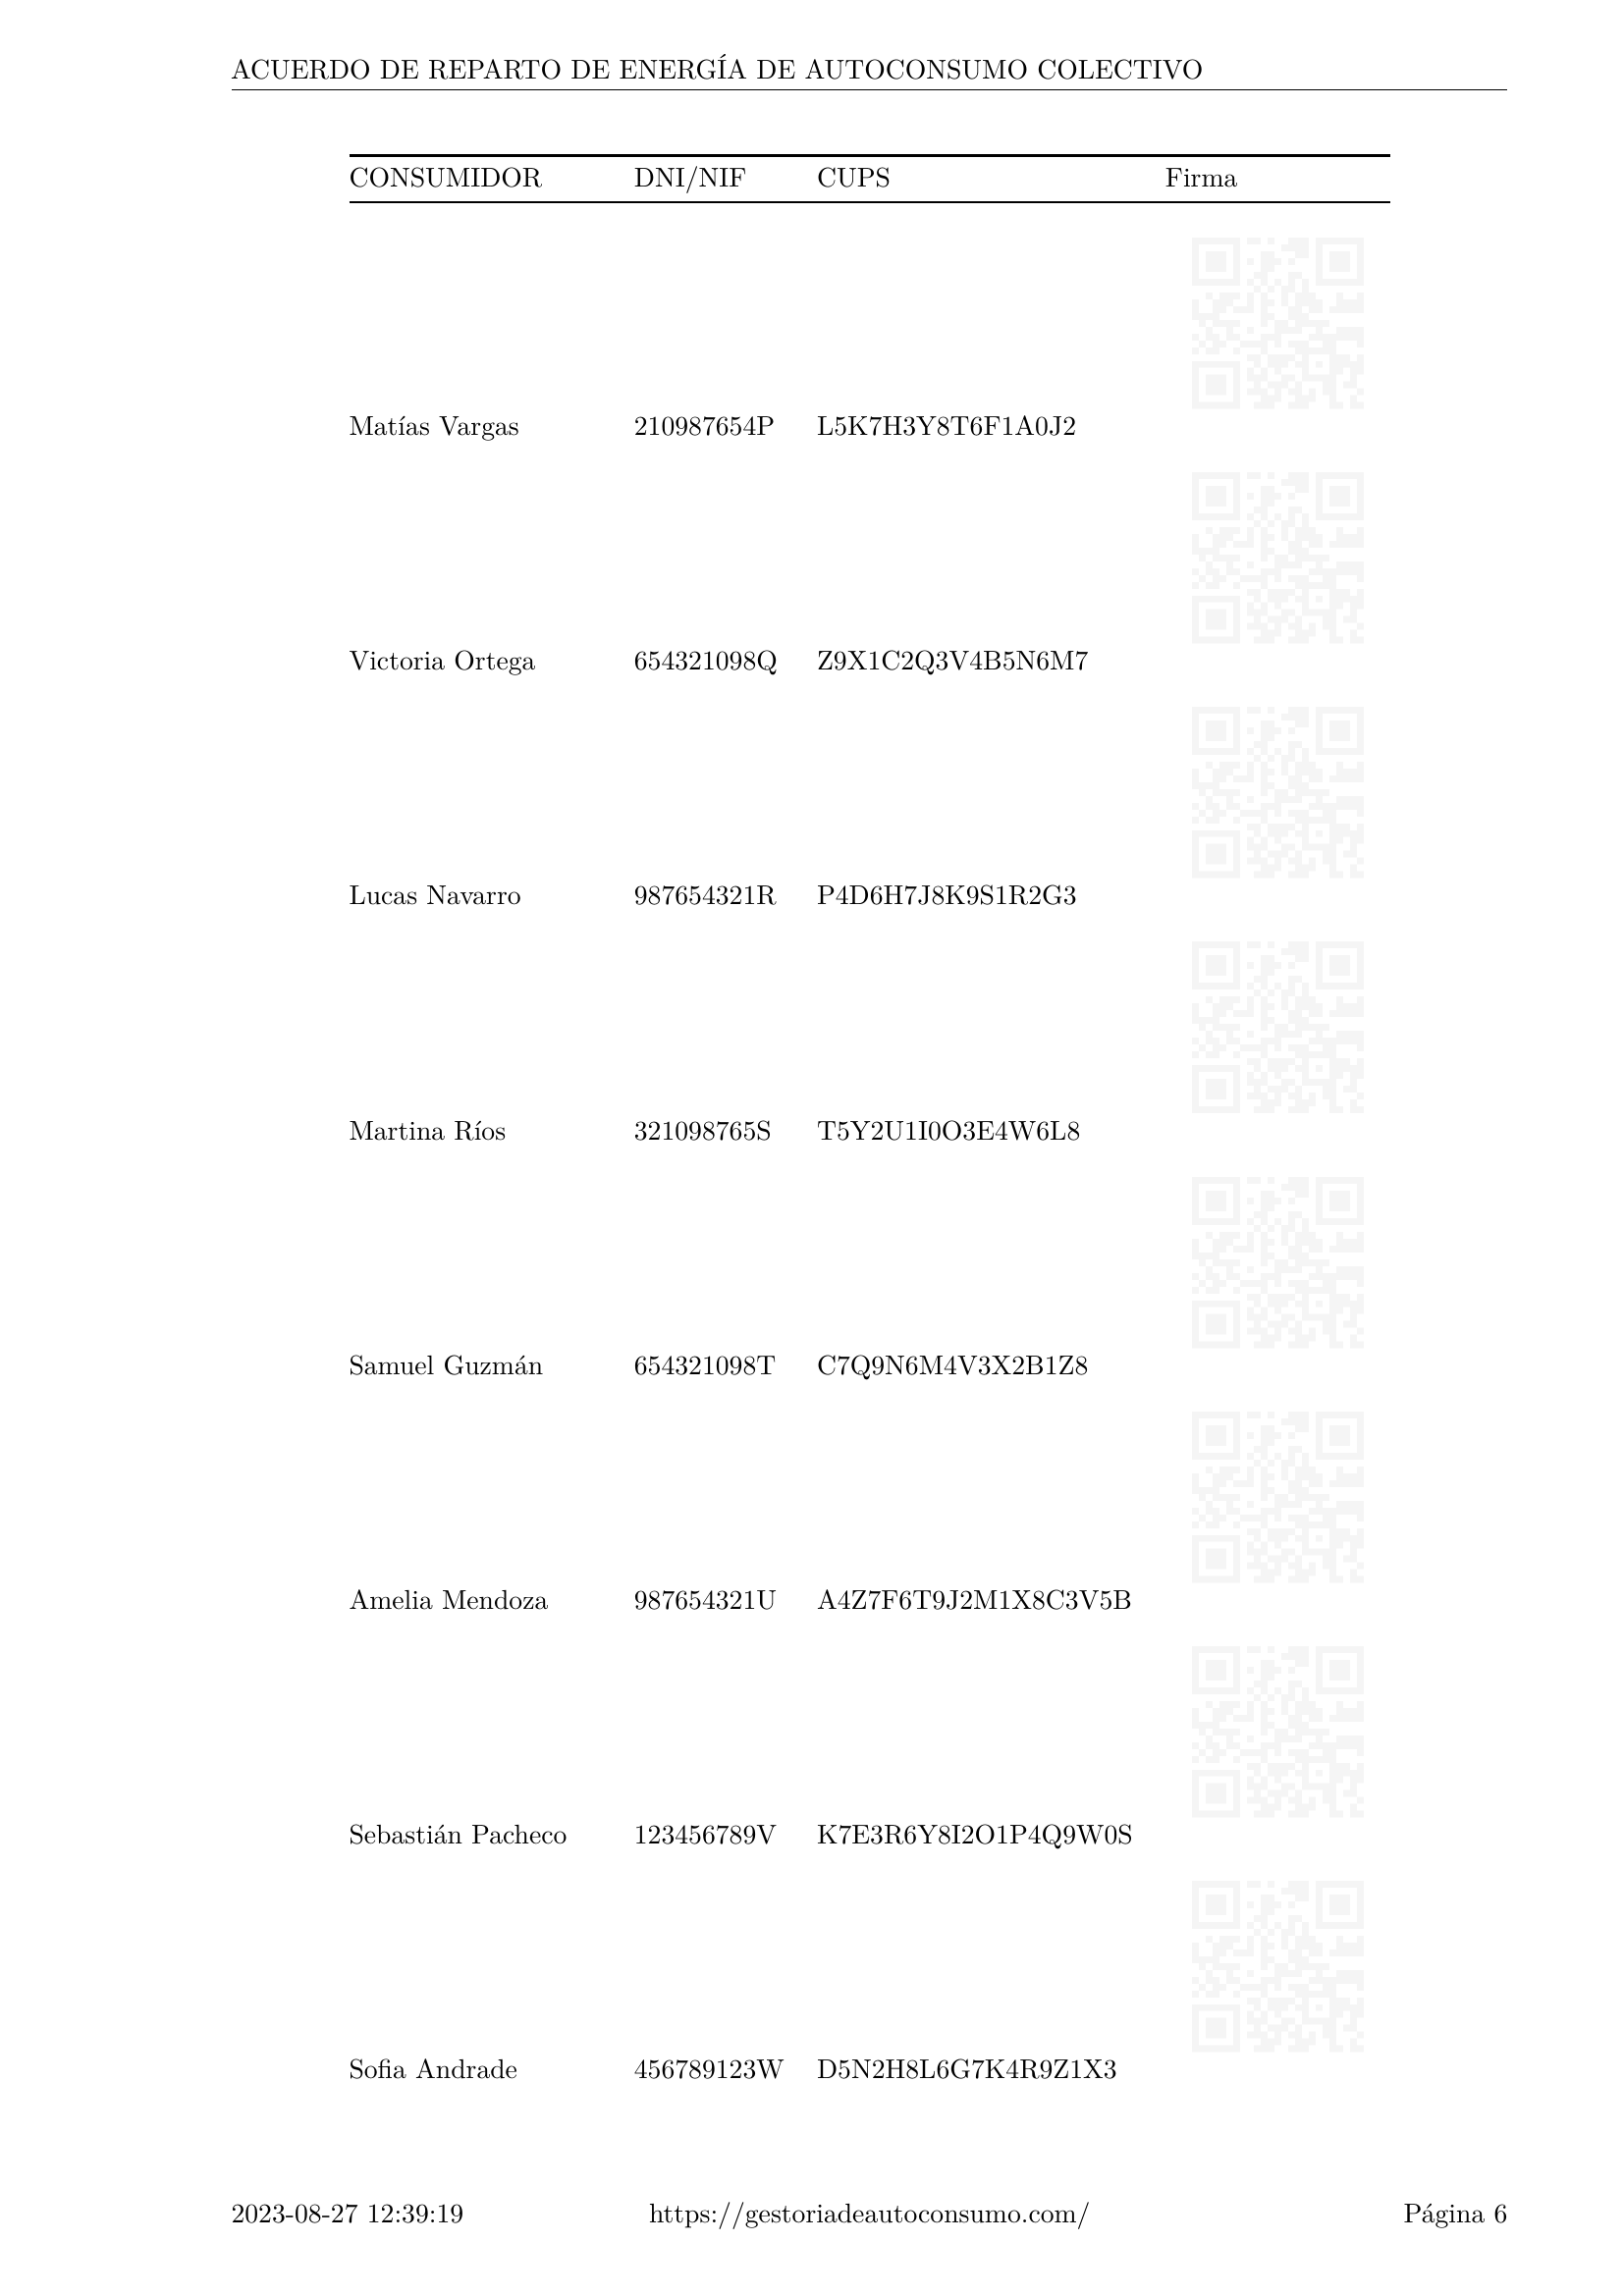 ACUERDO DE REPARTO DE ENERGÍA DE AUTOCONSUMO COLECTIVO
CONSUMIDOR DNI/NIF CUPS Firma
Matías Vargas 210987654P L5K7H3Y8T6F1A0J2
Victoria Ortega 654321098Q Z9X1C2Q3V4B5N6M7
Lucas Navarro 987654321R P4D6H7J8K9S1R2G3
Martina Ríos 321098765S T5Y2U1I0O3E4W6L8
Samuel Guzmán 654321098T C7Q9N6M4V3X2B1Z8
Amelia Mendoza 987654321U A4Z7F6T9J2M1X8C3V5B
Sebastián Pacheco 123456789V K7E3R6Y8I2O1P4Q9W0S
Sofia Andrade 456789123W D5N2H8L6G7K4R9Z1X3
2023-08-27 12:39:19 https://gestoriadeautoconsumo.com/ Página 6